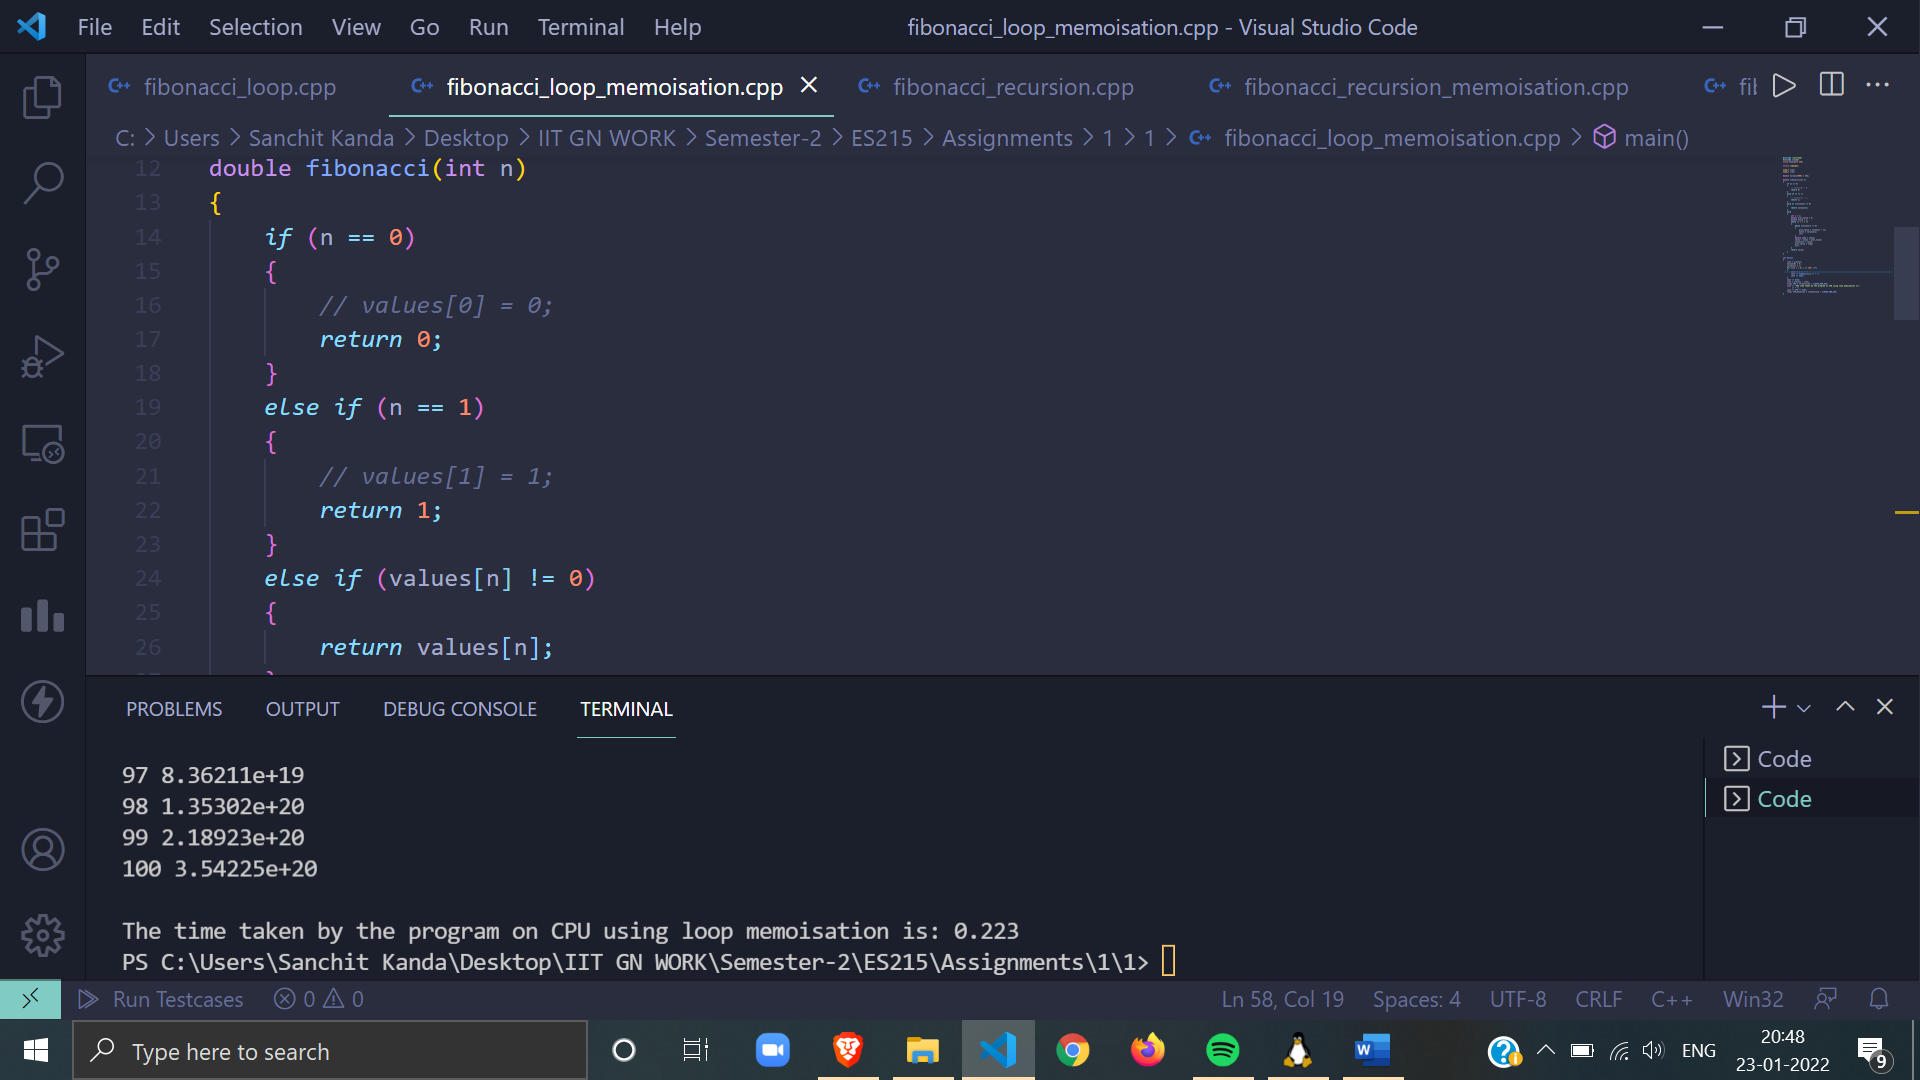 File Edit Selection View Go Run Terminal Help fibonacci_loop_memoisation.cpp - Visual Studio Code
fibonacci_loop.cpp fibonacci_loop_memoisation.cpp fibonacci_recursion.cpp fibonacci_recursion_memoisation.cpp
C: > Users > Sanchit Kanda > Desktop > IIT GN WORK > Semester-2 > ES215 > Assignments > 1 > 1 > fibonacci_loop_memoisation.cpp > main()
12 double fibonacci(int n)
13 {
14 if (n == 0)
15 {
16 // values[0] = 0;
17 return 0;
18 }
19 else if (n == 1)
20 {
21 // values[1] = 1;
22 return 1;
23 }
24 else if (values[n] != 0)
25 {
26 return values[n];
PROBLEMS OUTPUT DEBUG CONSOLE TERMINAL
97 8.36211e+19
98 1.35302e+20
99 2.18923e+20
100 3.54225e+20
The time taken by the program on CPU using loop memoisation is: 0.223
PS C:\Users\Sanchit Kanda\Desktop\IIT GN WORK\Semester-2\ES215\Assignments\1\1>
Code
Code
Run Testcases 0 0 Ln 58, Col 19 Spaces: 4 UTF-8 CRLF C++ Win32
Type here to search
ENG
20:48
23-01-2022
9